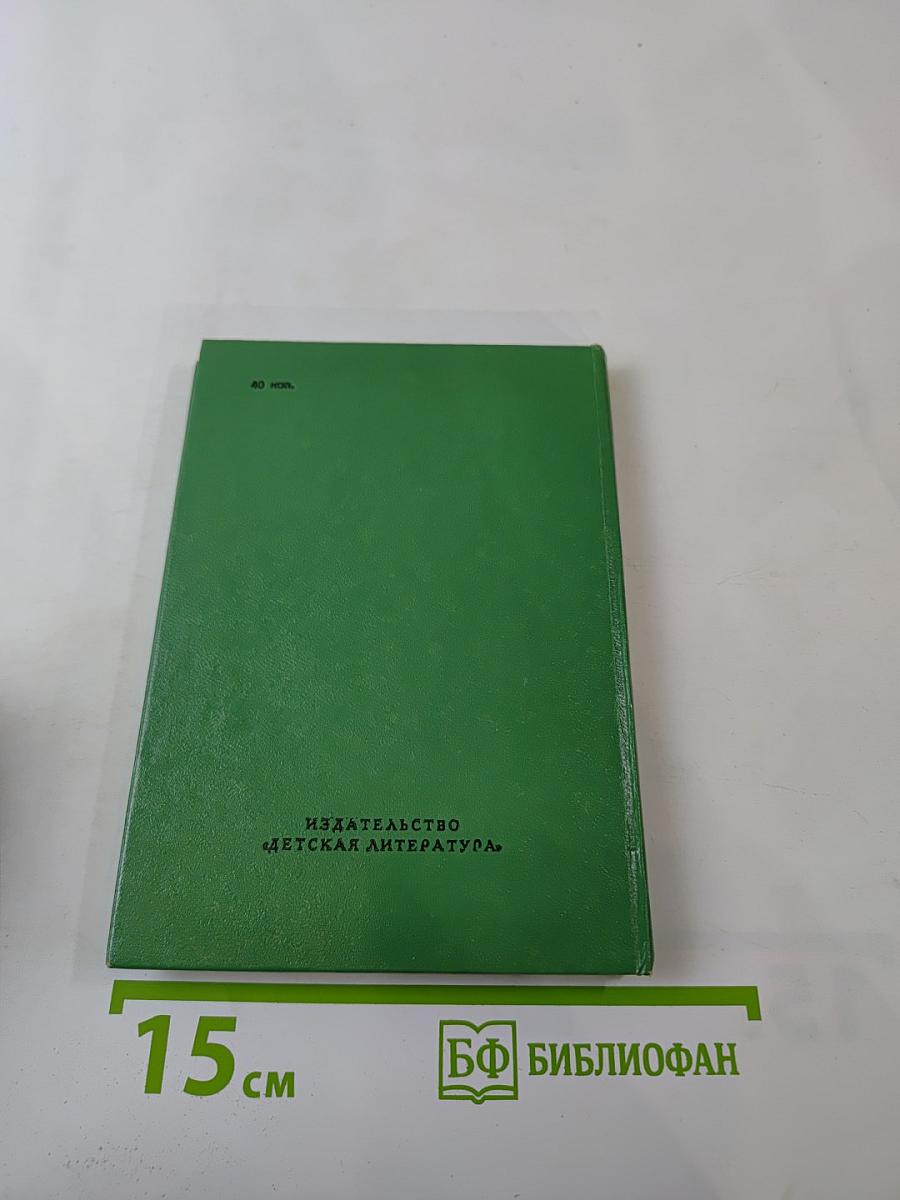 40 коп.
ИЗДАТЕЛЬСТВО
«ДЕТСКАЯ ЛИТЕРАТУРА»
15 см
БФ БИБЛИОФАН